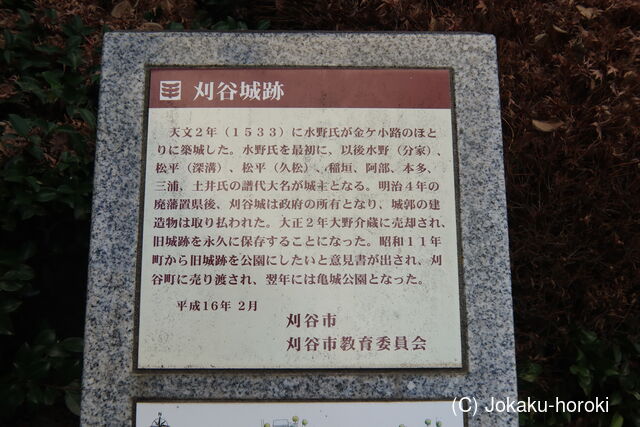 刈谷城跡
天文2年（1533）に水野氏が金ケ小路のほと
りに築城した。水野氏を最初に、以後水野（分家）、
松平（深溝）、松平（久松）、稲垣、阿部、本多、
三浦、土井氏の譜代大名が城主となる。明治4年の
廃藩置県後、刈谷城は政府の所有となり、城郭の建
造物は取り払われた。大正2年大野介蔵に売却され、
旧城跡を永久に保存することになった。昭和11年
町から旧城跡を公園にしたいと意見書が出され、刈
谷町に売り渡され、翌年には亀城公園となった。
平成16年 2月
刈谷市
刈谷市教育委員会
(C) Jokaku-horoki